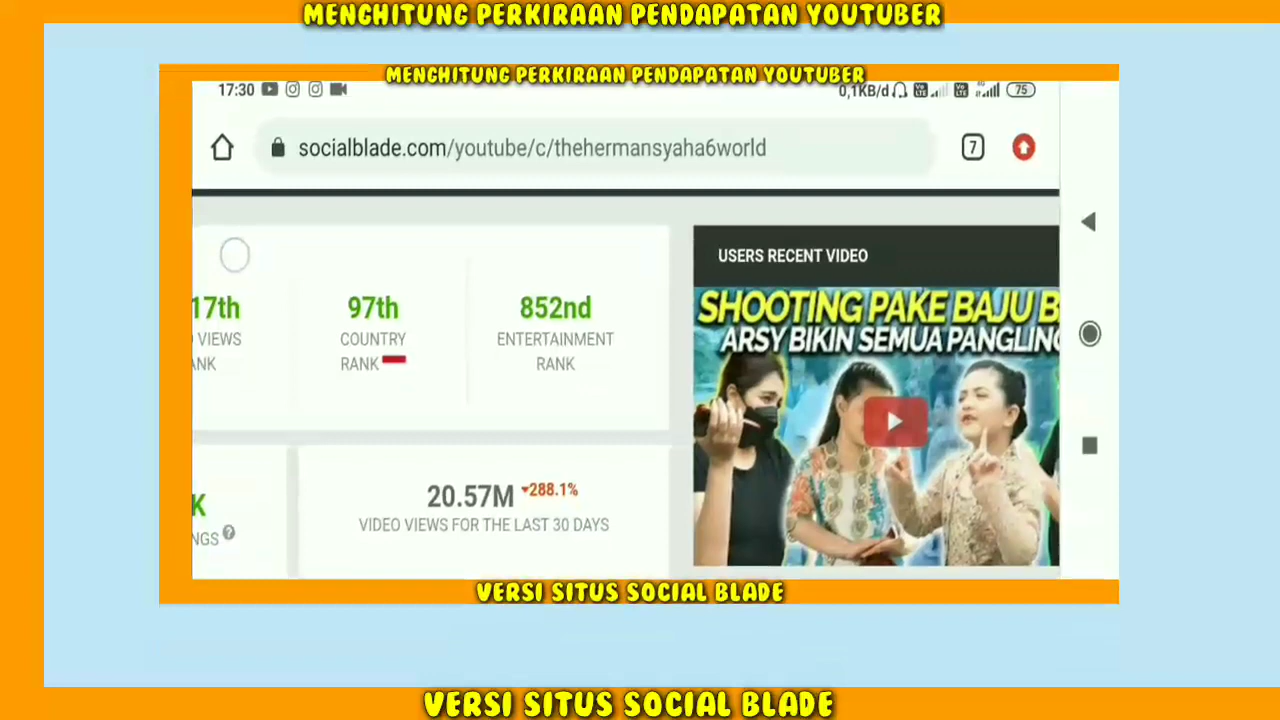 MENGHITUNG PERKIRAAN PENDAPATAN YOUTUBER
MENGHITUNG PERKIRAAN PENDAPATAN YOUTUBER
17:30
0,1KB/d
75
socialblade.com/youtube/c/thehermansyaha6world
7
17th
VIEWS
ANK
97th
COUNTRY
RANK
852nd
ENTERTAINMENT
RANK
K
NGS ?
20.57M 288.1%
VIDEO VIEWS FOR THE LAST 30 DAYS
USERS RECENT VIDEO
SHOOTING PAKE BAJU B
ARSY BIKIN SEMUA PANGLING
VERSI SITUS SOCIAL BLADE
VERSI SITUS SOCIAL BLADE